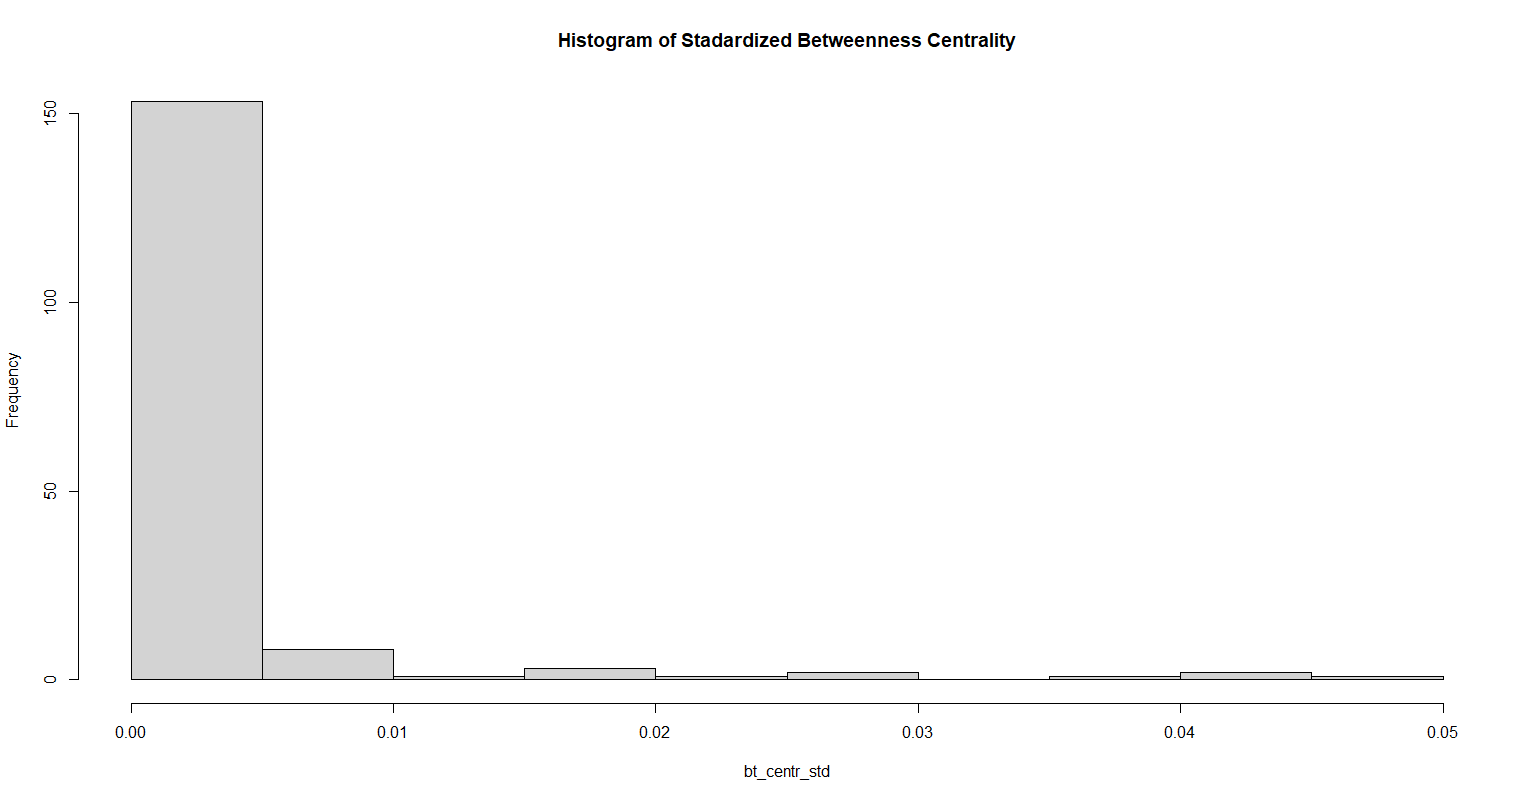 Histogram of Stadardized Betweenness Centrality
150
100
50
0
Frequency
0.00 0.01 0.02 0.03 0.04 0.05
bt_centr_std